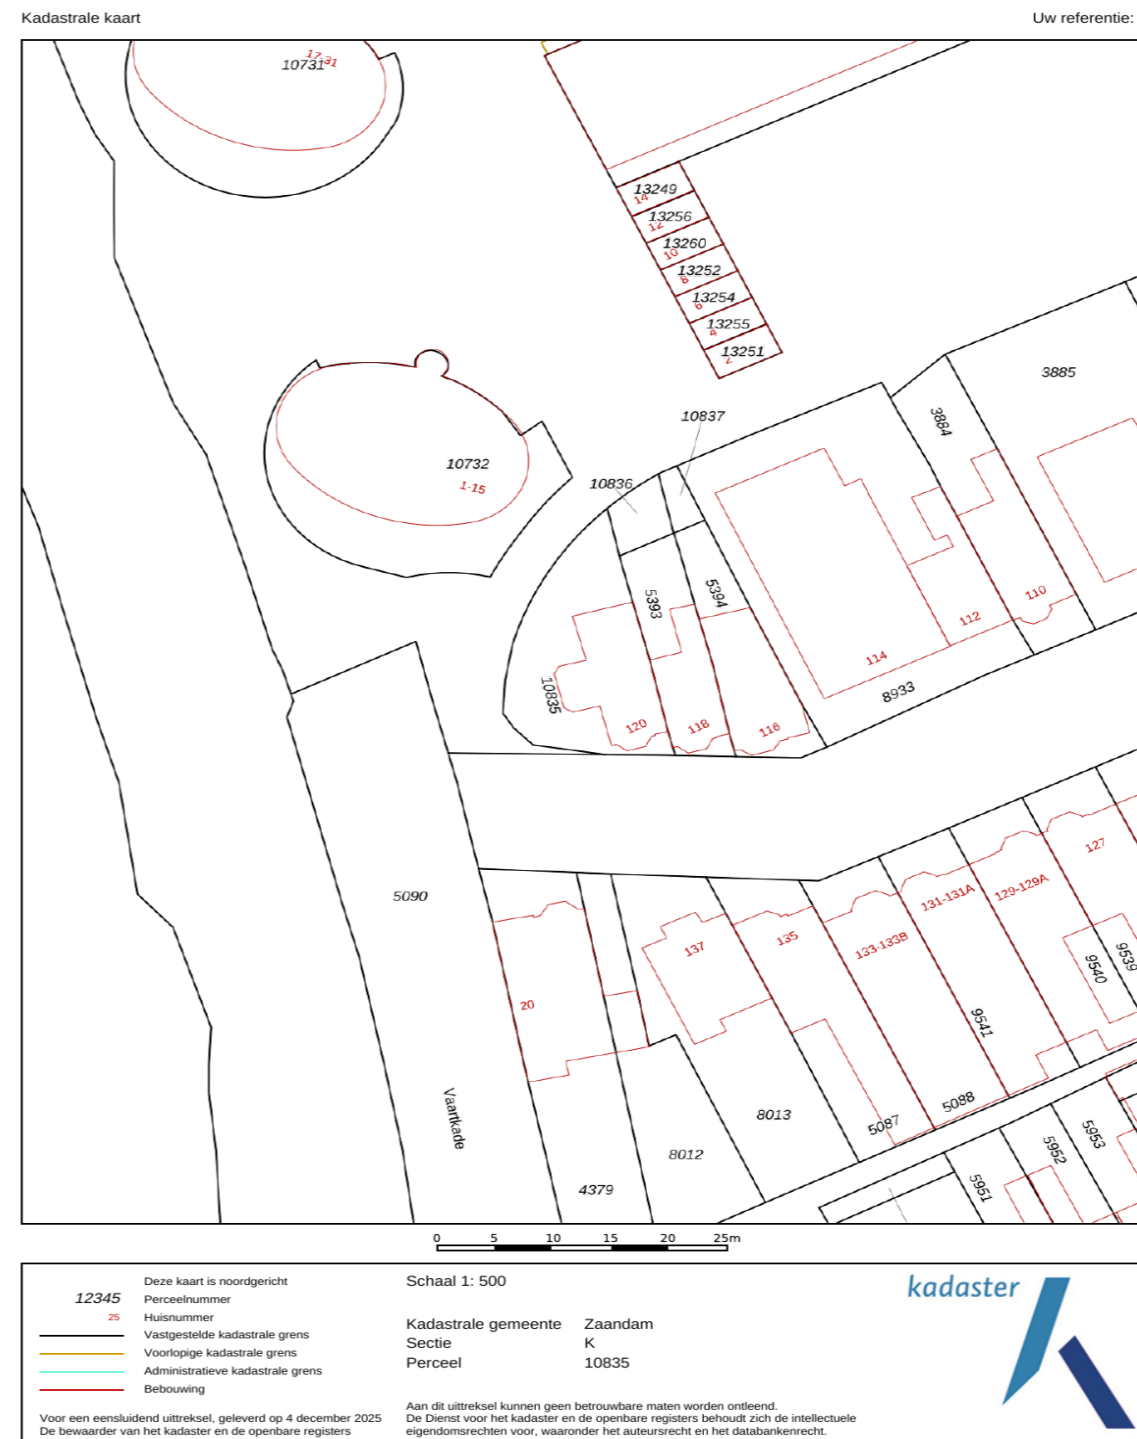 Kadastrale kaart
Uw referentie:
10731
17-31
13249
14
13256
12
13260
10
13252
8
13254
6
13255
4
13251
2
3885
10837
3884
10732
1-15
10836
5393
5394
110
112
114
10835
8933
120
118
116
127
5090
131-131A
129-129A
137
135
133-133B
9540
9539
20
9541
Vaartkade
8013
5087
5088
8012
5953
5952
4379
5951
0 5 10 15 20 25m
Deze kaart is noordgericht
12345 Perceelnummer
25 Huisnummer
Vastgestelde kadastrale grens
Voorlopige kadastrale grens
Administratieve kadastrale grens
Bebouwing
Voor een eensluidend uittreksel, geleverd op 4 december 2025
De bewaarder van het kadaster en de openbare registers
Schaal 1: 500
Kadastrale gemeente Zaandam
Sectie K
Perceel 10835
Aan dit uittreksel kunnen geen betrouwbare maten worden ontleend.
De Dienst voor het kadaster en de openbare registers behoudt zich de intellectuele
eigendomsrechten voor, waaronder het auteursrecht en het databankenrecht.
kadaster